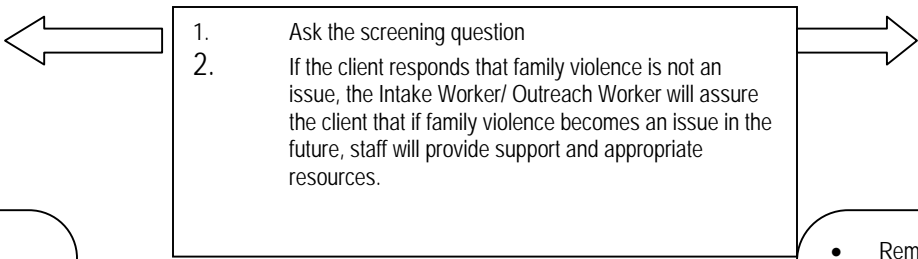 1. Ask the screening question
2. If the client responds that family violence is not an
issue, the Intake Worker/ Outreach Worker will assure
the client that if family violence becomes an issue in the
future, staff will provide support and appropriate
resources.
• Rem